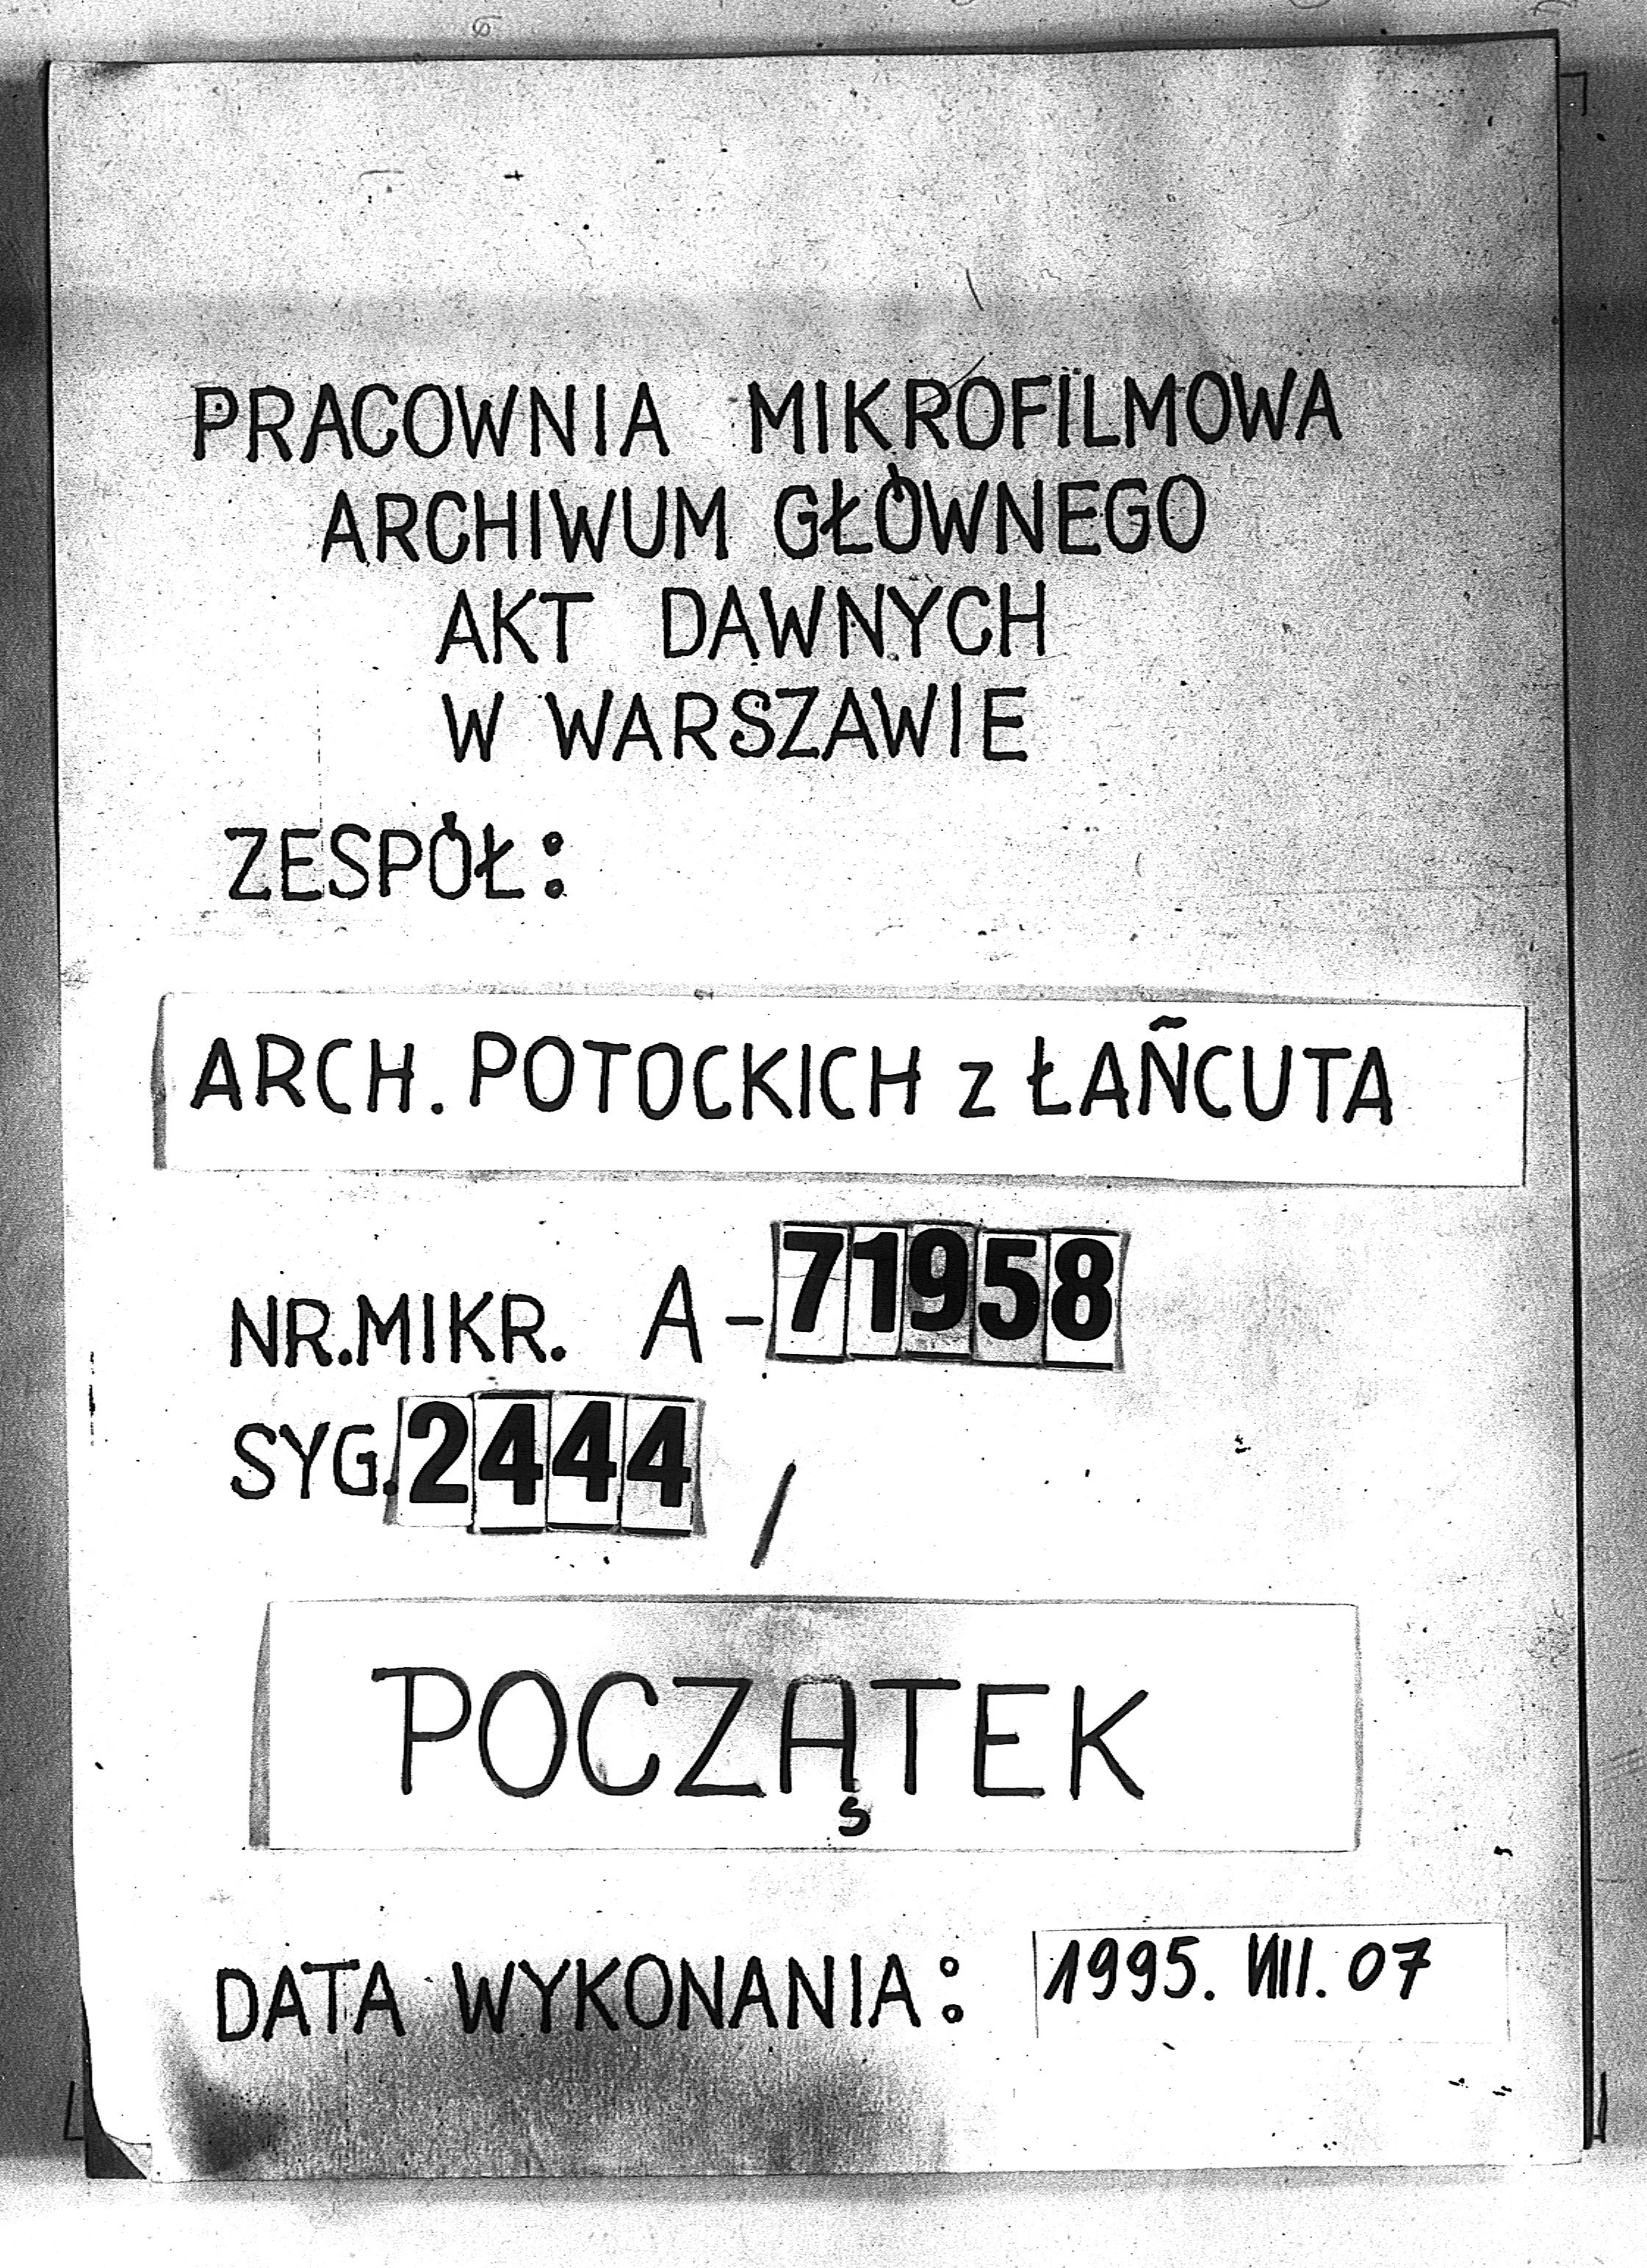 PRACOWNIA MIKROFILMOWA
ARCHIWUM GŁÓWNEGO
AKT DAWNYCH
W WARSZAWIE
ZESPÓŁ:
ARCH. POTOCKICH z ŁAŃCUTA
NR.MIKR. A-71958
SYG. 2444 /
POCZĄTEK
DATA WYKONANIA: 1995. VIII. 07